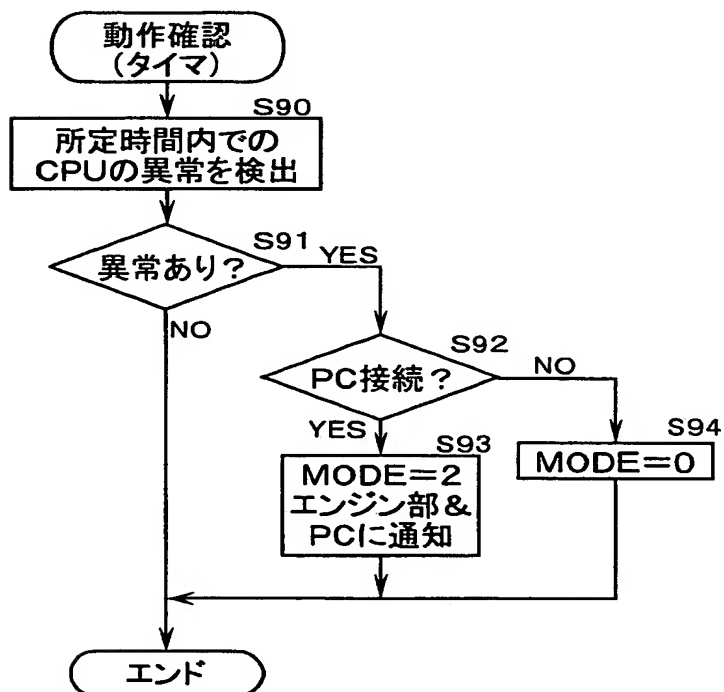 動作確認
(タイマ)
S90
所定時間内での
CPUの異常を検出
S91
異常あり?
YES
NO
S92
PC接続?
NO
YES
S93
MODE=2
エンジン部&
PCに通知
S94
MODE=0
エンド